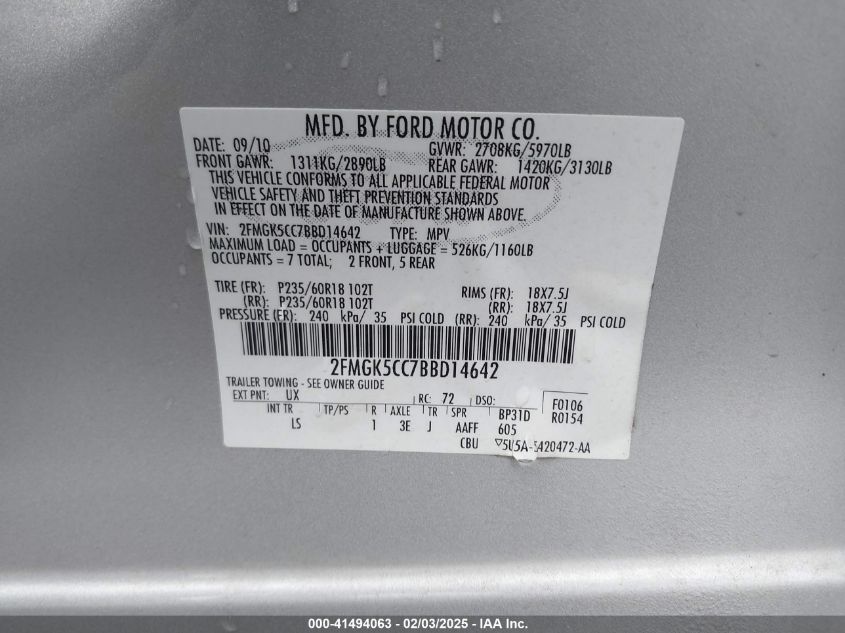 MFD. BY FORD MOTOR CO.
DATE: 09/10 GVWR: 2708KG/5970LB
FRONT GAWR: 1311KG/2890LB REAR GAWR: 1420KG/3130LB
THIS VEHICLE CONFORMS TO ALL APPLICABLE FEDERAL MOTOR
VEHICLE SAFETY AND THEFT PREVENTION STANDARDS
IN EFFECT ON THE DATE OF MANUFACTURE SHOWN ABOVE.
VIN: 2FMGK5CC7BBD14642 TYPE: MPV
MAXIMUM LOAD = OCCUPANTS + LUGGAGE = 526KG/1160LB
OCCUPANTS = 7 TOTAL; 2 FRONT, 5 REAR
TIRE (FR): P235/60R18 102T RIMS (FR): 18X7.5J
(RR): P235/60R18 102T (RR): 18X7.5J
PRESSURE (FR): 240 kPa/ 35 PSI COLD (RR): 240 kPa/ 35 PSI COLD
2FMGK5CC7BBD14642
TRAILER TOWING - SEE OWNER GUIDE
EXT PNT: UX RC: 72 DSO: F0106
INT TR TP/PS R AXLE TR SPR BP31D R0154
LS 1 3E J AAFF 605
CBU ▽5U5A-5420472-AA
000-41494063 - 02/03/2025 - IAA Inc.